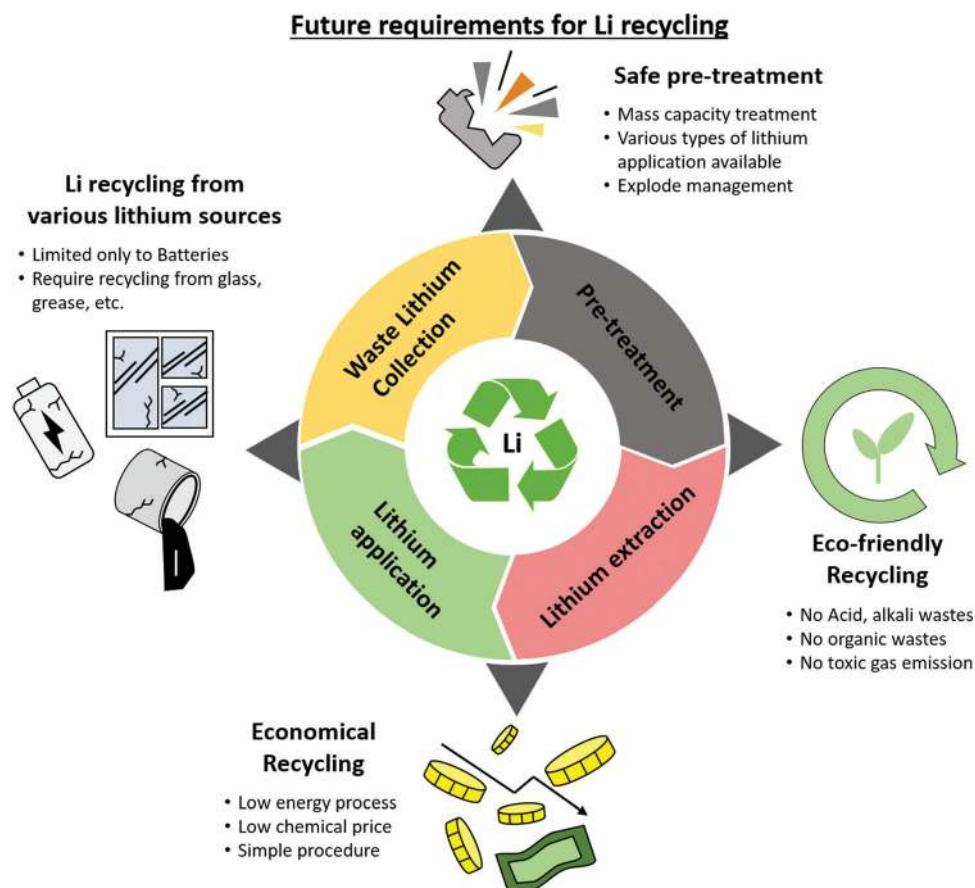 Future requirements for Li recycling
Safe pre-treatment
• Mass capacity treatment
• Various types of lithium
application available
• Explode management
Li recycling from
various lithium sources
• Limited only to Batteries
• Require recycling from glass,
grease, etc.
Waste Lithium
Collection
Pre-treatment
Li
Lithium
application
Lithium extraction
Eco-friendly
Recycling
• No Acid, alkali wastes
• No organic wastes
• No toxic gas emission
Economical
Recycling
• Low energy process
• Low chemical price
• Simple procedure